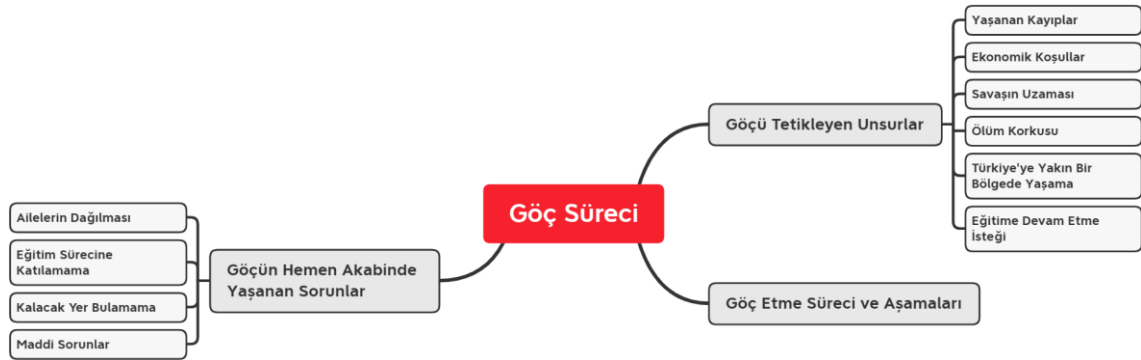 Göç Süreci
Göçü Tetikleyen Unsurlar
Yaşanan Kayıplar
Ekonomik Koşullar
Savaşın Uzaması
Ölüm Korkusu
Türkiye'ye Yakın Bir
Bölgede Yaşama
Eğitime Devam Etme
İsteği
Göç Etme Süreci ve Aşamaları
Göçün Hemen Akabinde
Yaşanan Sorunlar
Ailelerin Dağılması
Eğitim Sürecine
Katılamama
Kalacak Yer Bulamama
Maddi Sorunlar